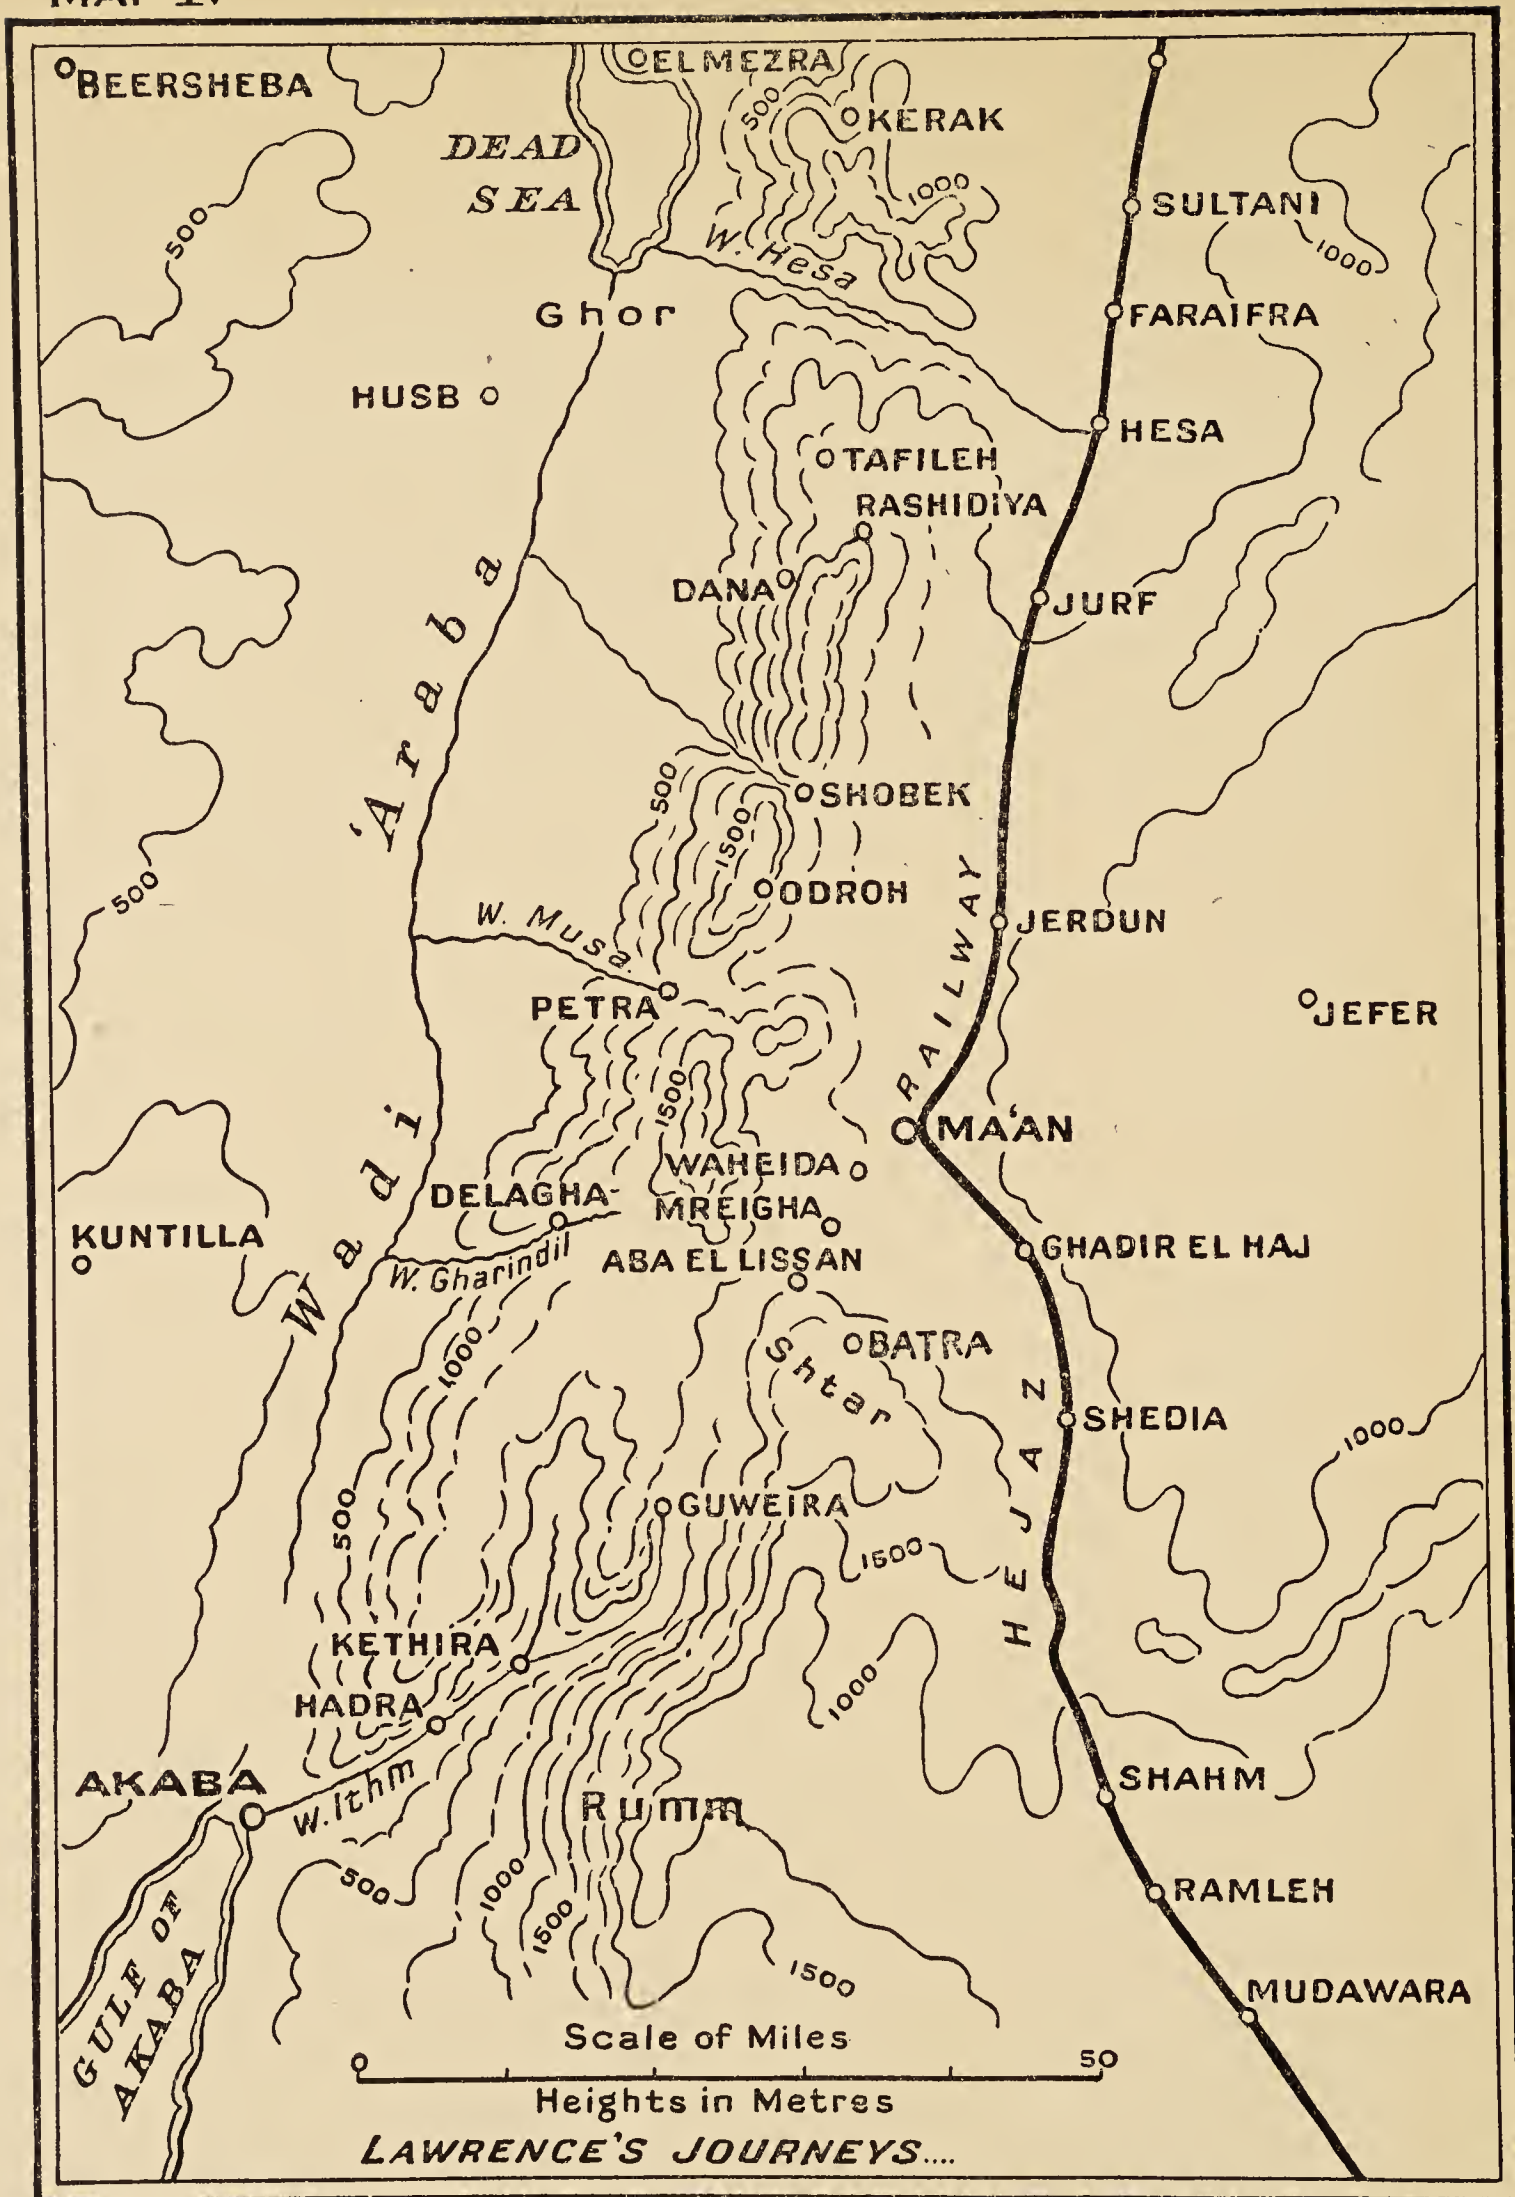 BEERSHEBA
EL MEZRA
500
KERAK
DEAD
SEA
1000
SULTANI
500
W. Hesa
1000
Ghor
FARAIFRA
HUSB
HESA
TAFILEH
RASHIDIYA
DANA
JURF
Wadi 'Araba
500
SHOBEK
1500
500
ODROH
JERDUN
W. Musa
PETRA
JEFER
HEJAZ RAILWAY
1500
MA'AN
WAHEIDA
DELAGHA
MREIGHA
KUNTILLA
GHADIR EL HAJ
W. Gharindil
ABA EL LISSAN
1000
BATRA
Shtar
SHEDIA
1000
500
GUWEIRA
1500
KETHIRA
1000
HADRA
AKABA
SHAHM
W. Ithm
Rumm
500
1000
RAMLEH
1500
1500
GULF OF
AKABA
MUDAWARA
Scale of Miles
0 50
Heights in Metres
LAWRENCE'S JOURNEYS....